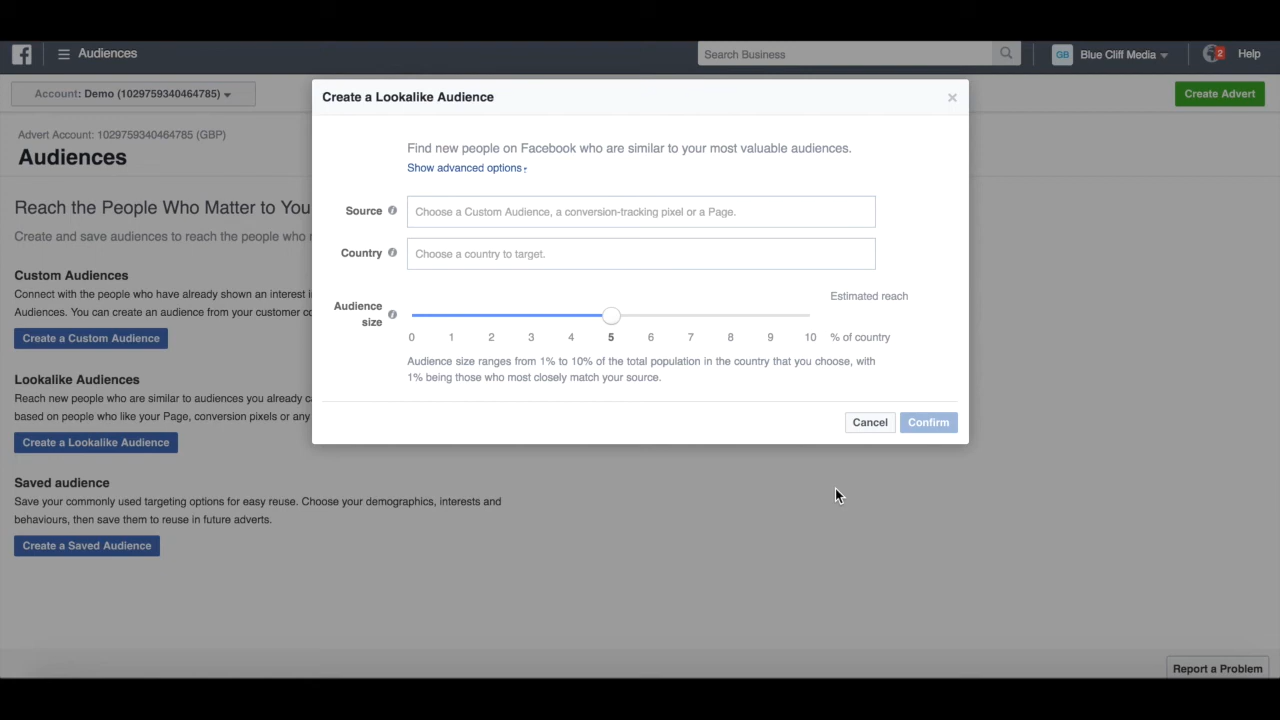 Audiences
Search Business
GB
Blue Cliff Media
2
Help
Account: Demo (1029759340464785)
Create Advert
Advert Account: 1029759340464785 (GBP)
Audiences
Reach the People Who Matter to You
Create and save audiences to reach the people who
Custom Audiences
Connect with the people who have already shown an interest
Audiences. You can create an audience from your customer
Create a Custom Audience
Lookalike Audiences
Reach new people who are similar to audiences you already
based on people who like your Page, conversion pixels or any
Create a Lookalike Audience
Saved audience
Save your commonly used targeting options for easy reuse. Choose your demographics, interests and
behaviours, then save them to reuse in future adverts.
Create a Saved Audience
Create a Lookalike Audience
Find new people on Facebook who are similar to your most valuable audiences.
Show advanced options
Source
Choose a Custom Audience, a conversion-tracking pixel or a Page.
Country
Choose a country to target.
Estimated reach
Audience
size
0 1 2 3 4 5 6 7 8 9 10 % of country
Audience size ranges from 1% to 10% of the total population in the country that you choose, with
1% being those who most closely match your source.
Cancel
Confirm
Report a Problem